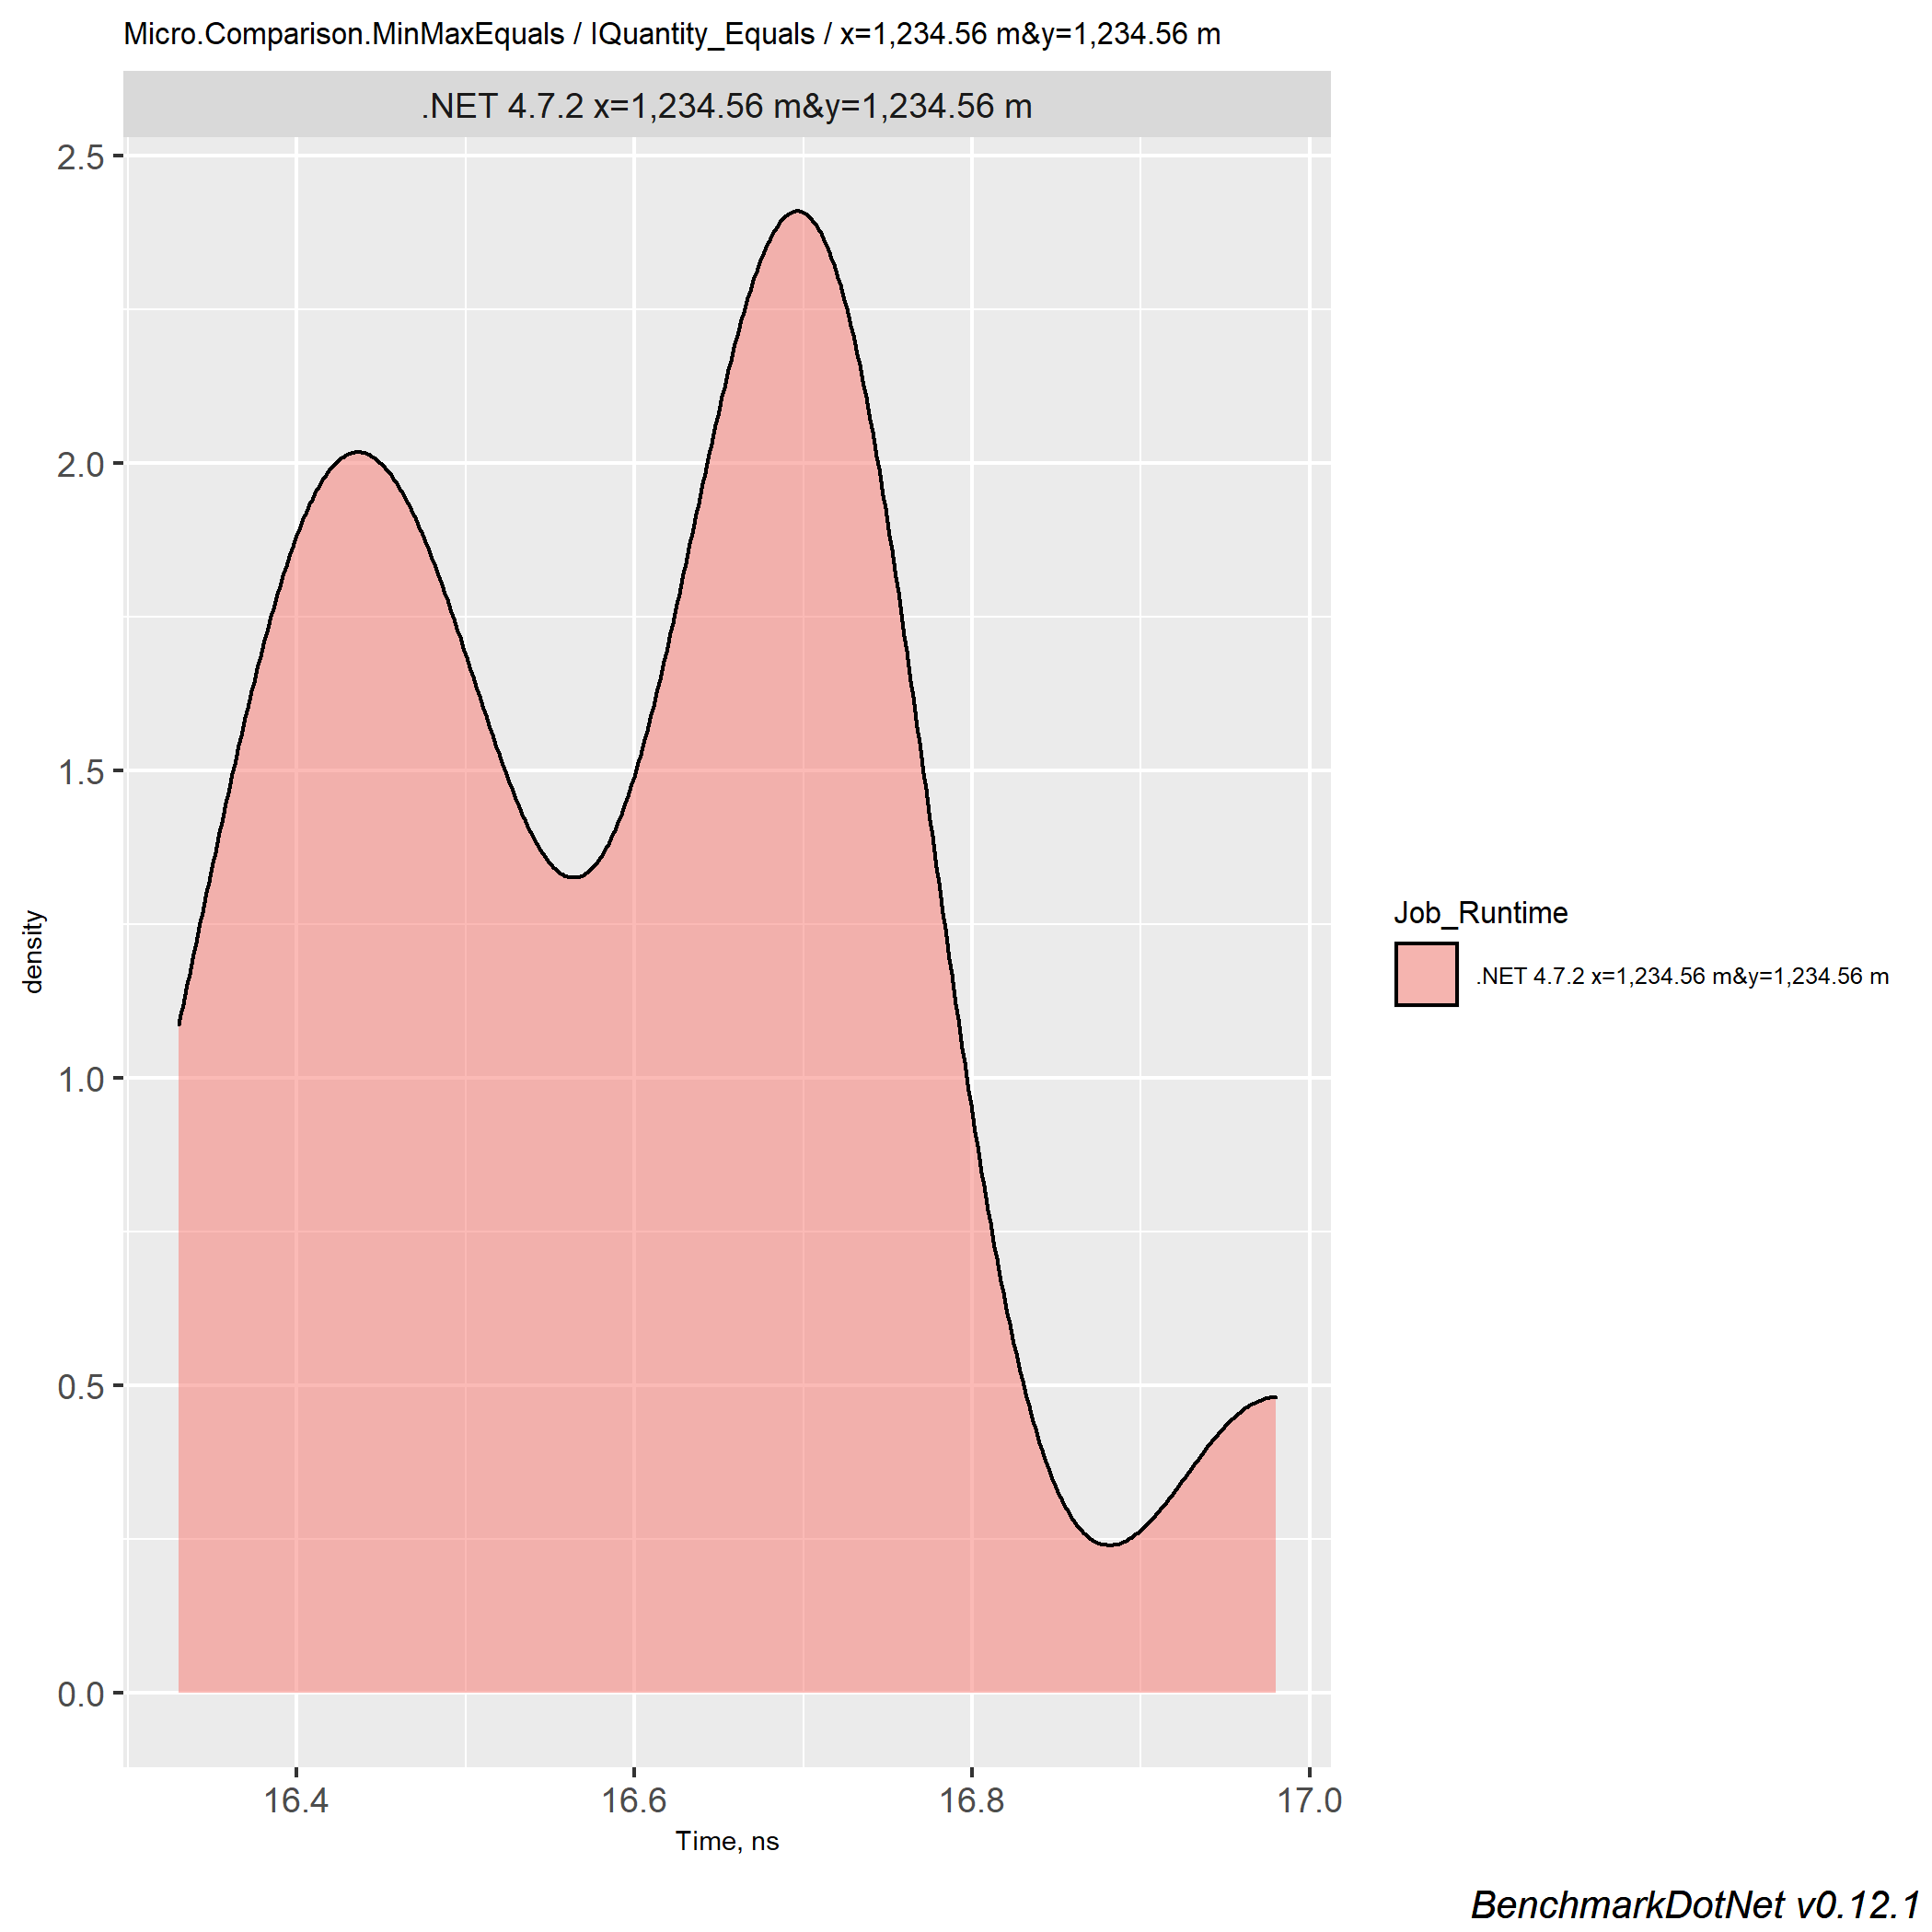 Micro.Comparison.MinMaxEquals / IQuantity_Equals / x=1,234.56 m&y=1,234.56 m
.NET 4.7.2 x=1,234.56 m&y=1,234.56 m
2.5
2.0
1.5
1.0
0.5
0.0
density
16.4 16.6 16.8 17.0
Time, ns
Job_Runtime
.NET 4.7.2 x=1,234.56 m&y=1,234.56 m
BenchmarkDotNet v0.12.1